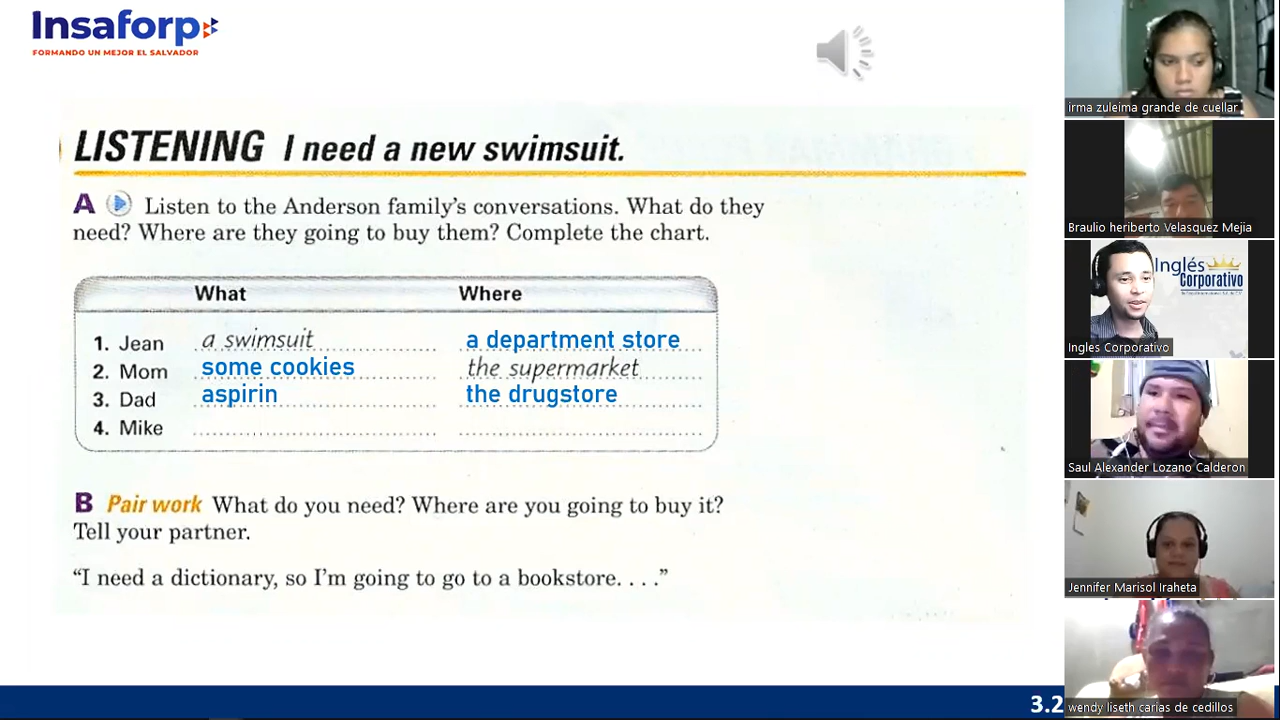 Insaforp
FORMANDO UN MEJOR EL SALVADOR
LISTENING I need a new swimsuit.
A Listen to the Anderson family's conversations. What do they
need? Where are they going to buy them? Complete the chart.
What Where
1. Jean a swimsuit a department store
2. Mom some cookies the supermarket
3. Dad aspirin the drugstore
4. Mike
B Pair work What do you need? Where are you going to buy it?
Tell your partner.
"I need a dictionary, so I'm going to go to a bookstore. . . ."
3.2
irma zuleima grande de cuellar
Braulio heriberto Velasquez Mejia
Inglés
Corporativo
Ingles Corporativo
Saul Alexander Lozano Calderon
Jennifer Marisol Iraheta
wendy liseth carias de cedillos